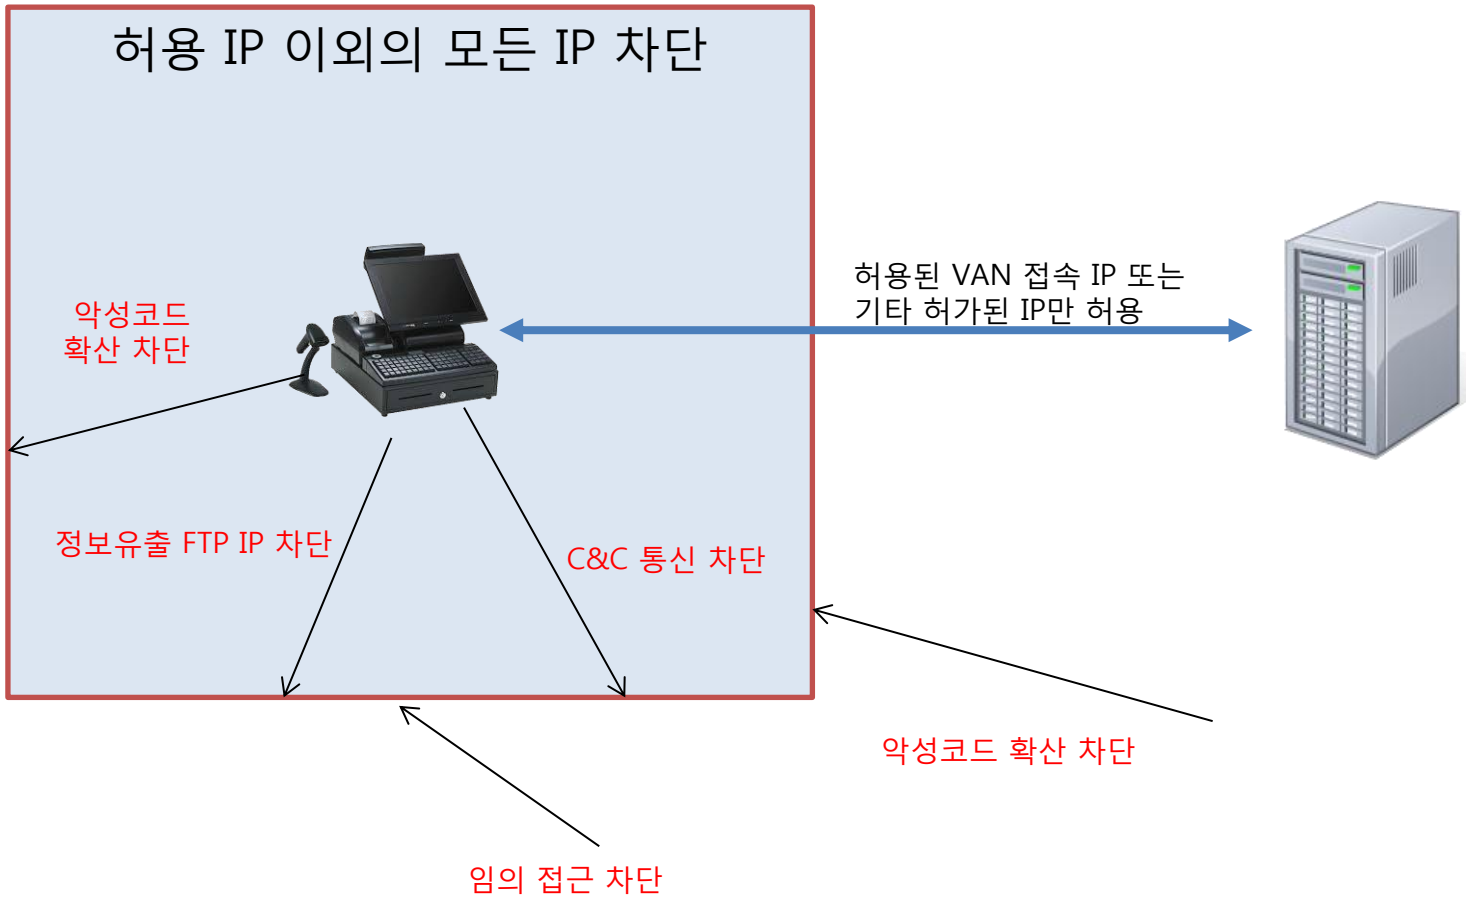 허용 IP 이외의 모든 IP 차단
허용된 VAN 접속 IP 또는
기타 허가된 IP만 허용
악성코드
확산 차단
정보유출 FTP IP 차단
C&C 통신 차단
악성코드 확산 차단
임의 접근 차단